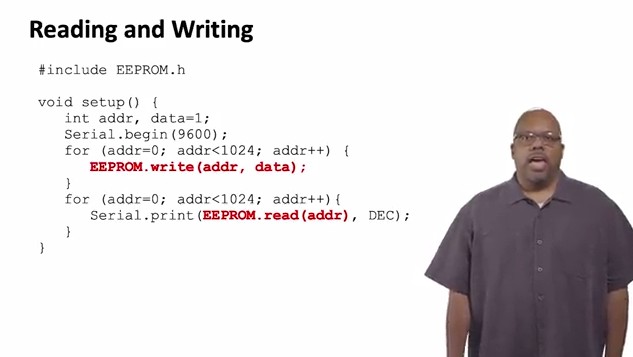 Reading and Writing
#include EEPROM.h
void setup() {
int addr, data=1;
Serial.begin(9600);
for (addr=0; addr<1024; addr++) {
EEPROM.write(addr, data);
}
for (addr=0; addr<1024; addr++){
Serial.print(EEPROM.read(addr), DEC);
}
}